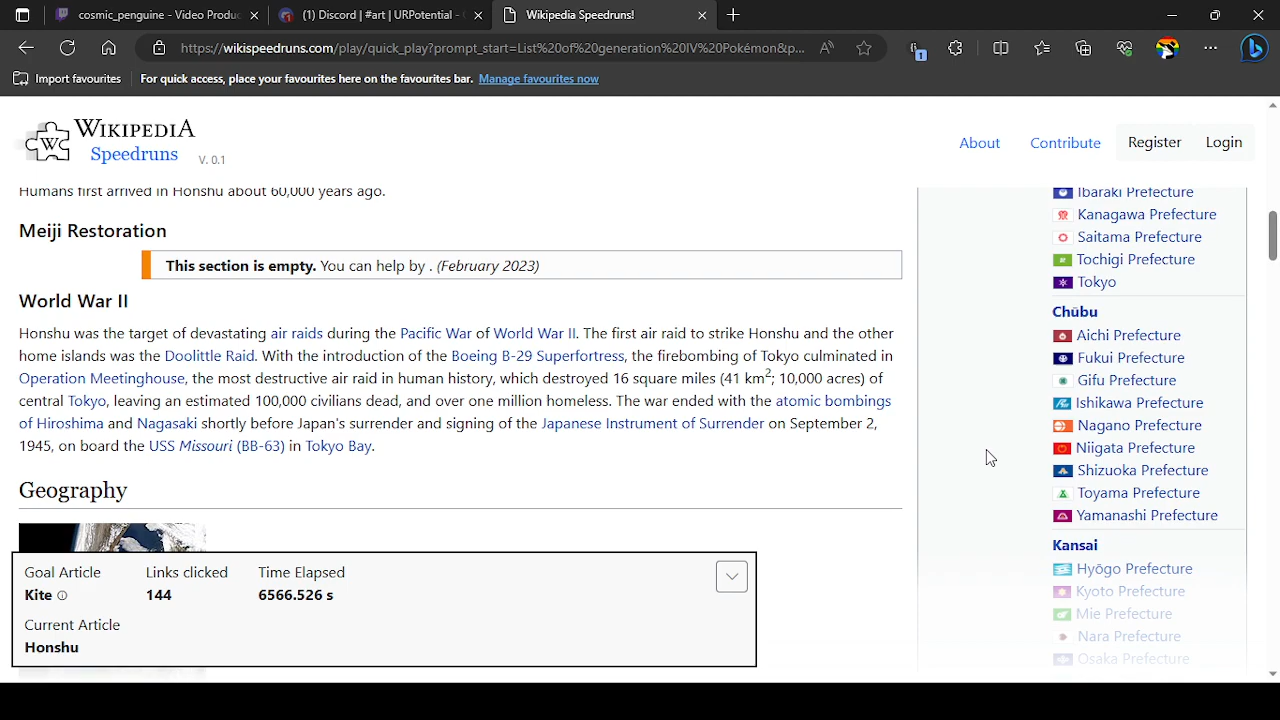 cosmic_penguine - Video Produc
(1) Discord | #art | URPotential -
Wikipedia Speedruns!
https://wikispeedruns.com/play/quick_play?prompt_start=List%20of%20generation%20IV%20Pokémon&p...
1
Import favourites
For quick access, place your favourites here on the favourites bar. Manage favourites now
WIKIPEDIA
Speedruns
V. 0.1
About
Contribute
Register
Login
Humans first arrived in Honshu about 60,000 years ago.
Meiji Restoration
This section is empty. You can help by . (February 2023)
World War II
Honshu was the target of devastating air raids during the Pacific War of World War II. The first air raid to strike Honshu and the other
home islands was the Doolittle Raid. With the introduction of the Boeing B-29 Superfortress, the firebombing of Tokyo culminated in
Operation Meetinghouse, the most destructive air raid in human history, which destroyed 16 square miles (41 km2; 10,000 acres) of
central Tokyo, leaving an estimated 100,000 civilians dead, and over one million homeless. The war ended with the atomic bombings
of Hiroshima and Nagasaki shortly before Japan's surrender and signing of the Japanese Instrument of Surrender on September 2,
1945, on board the USS Missouri (BB-63) in Tokyo Bay.
Geography
Ibaraki Prefecture
Kanagawa Prefecture
Saitama Prefecture
Tochigi Prefecture
Tokyo
Chūbu
Aichi Prefecture
Fukui Prefecture
Gifu Prefecture
Ishikawa Prefecture
Nagano Prefecture
Niigata Prefecture
Shizuoka Prefecture
Toyama Prefecture
Yamanashi Prefecture
Kansai
Hyōgo Prefecture
Kyoto Prefecture
Mie Prefecture
Nara Prefecture
Osaka Prefecture
Goal Article
Links clicked
Time Elapsed
Kite
144
6566.526 s
Current Article
Honshu